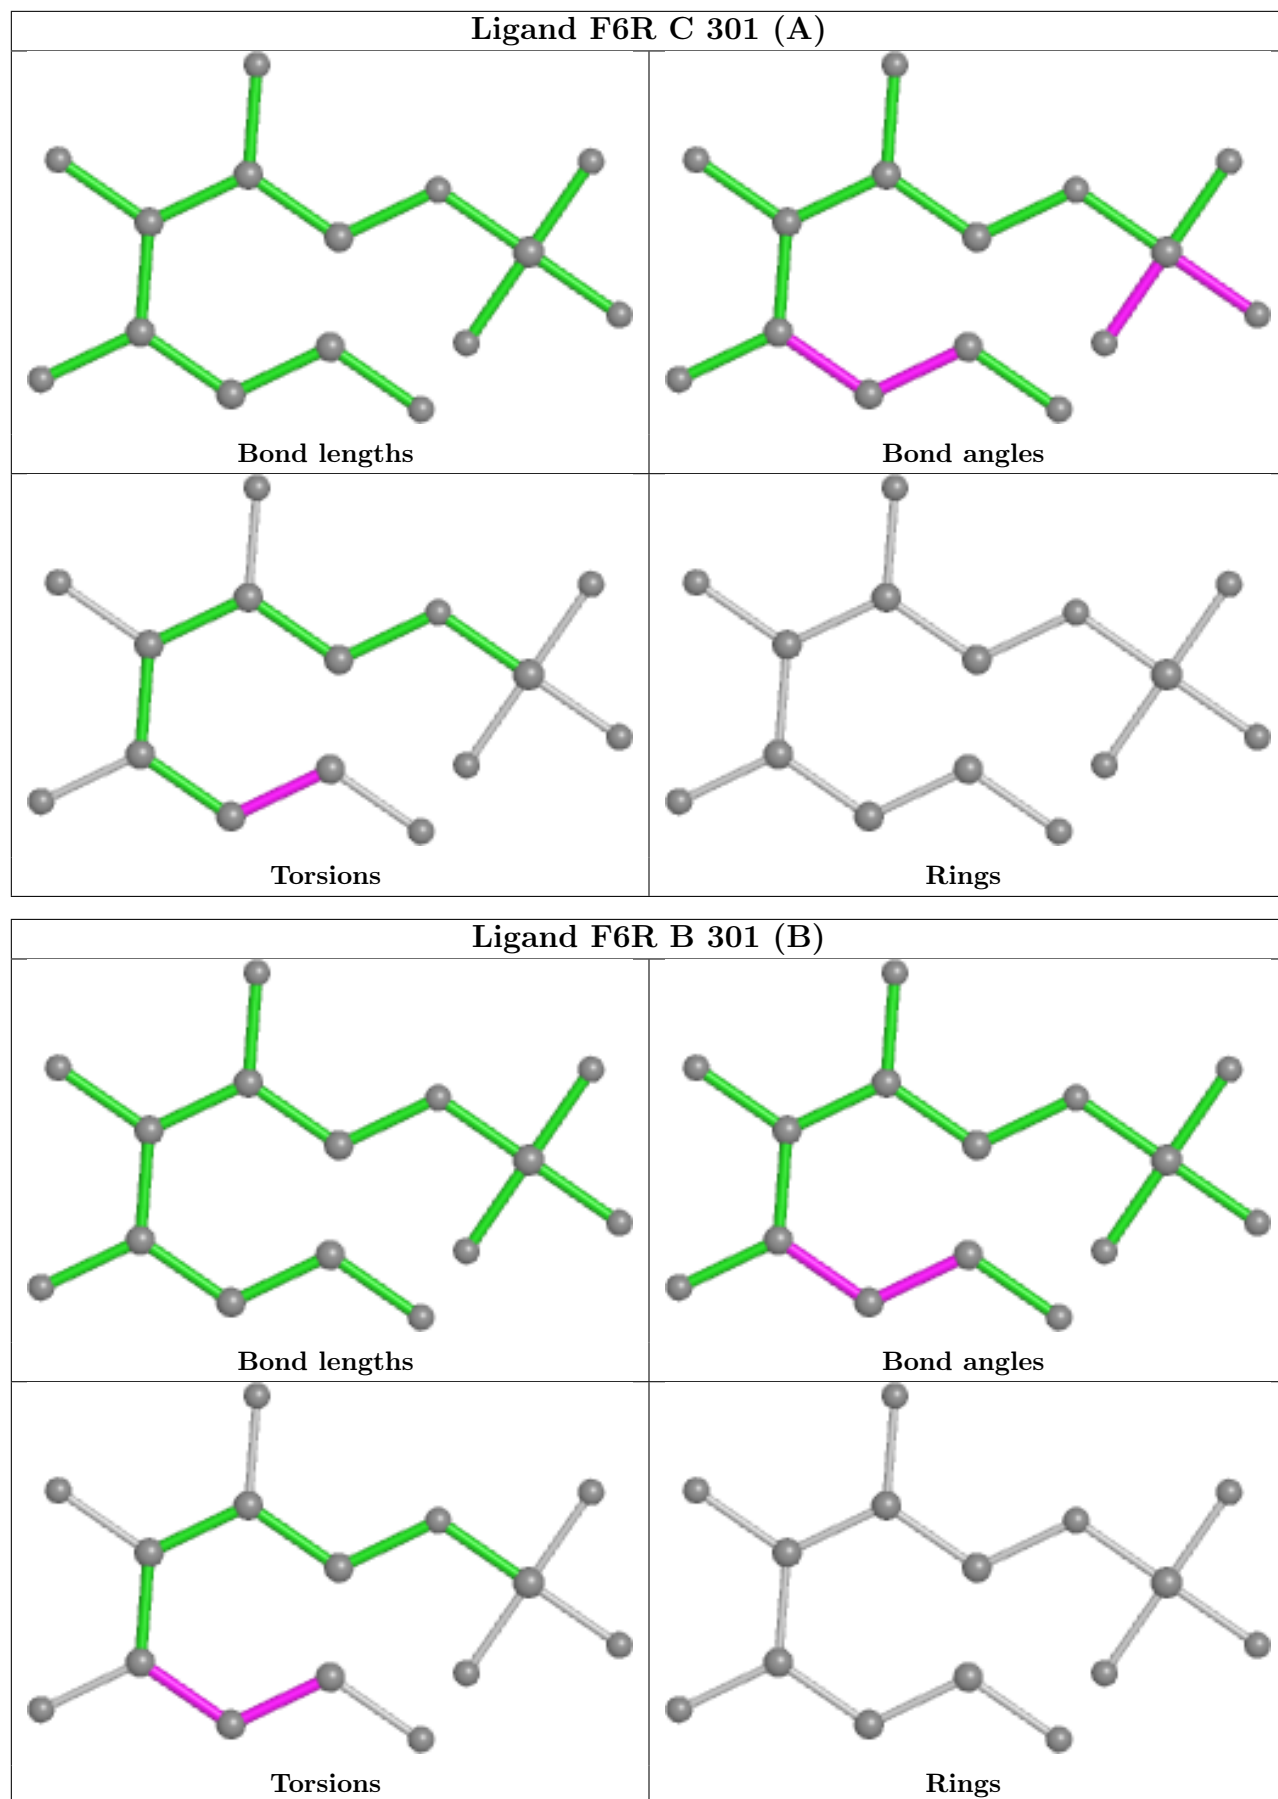 Ligand F6R C 301 (A)
Bond lengths
Bond angles
Torsions
Rings
Ligand F6R B 301 (B)
Bond lengths
Bond angles
Torsions
Rings